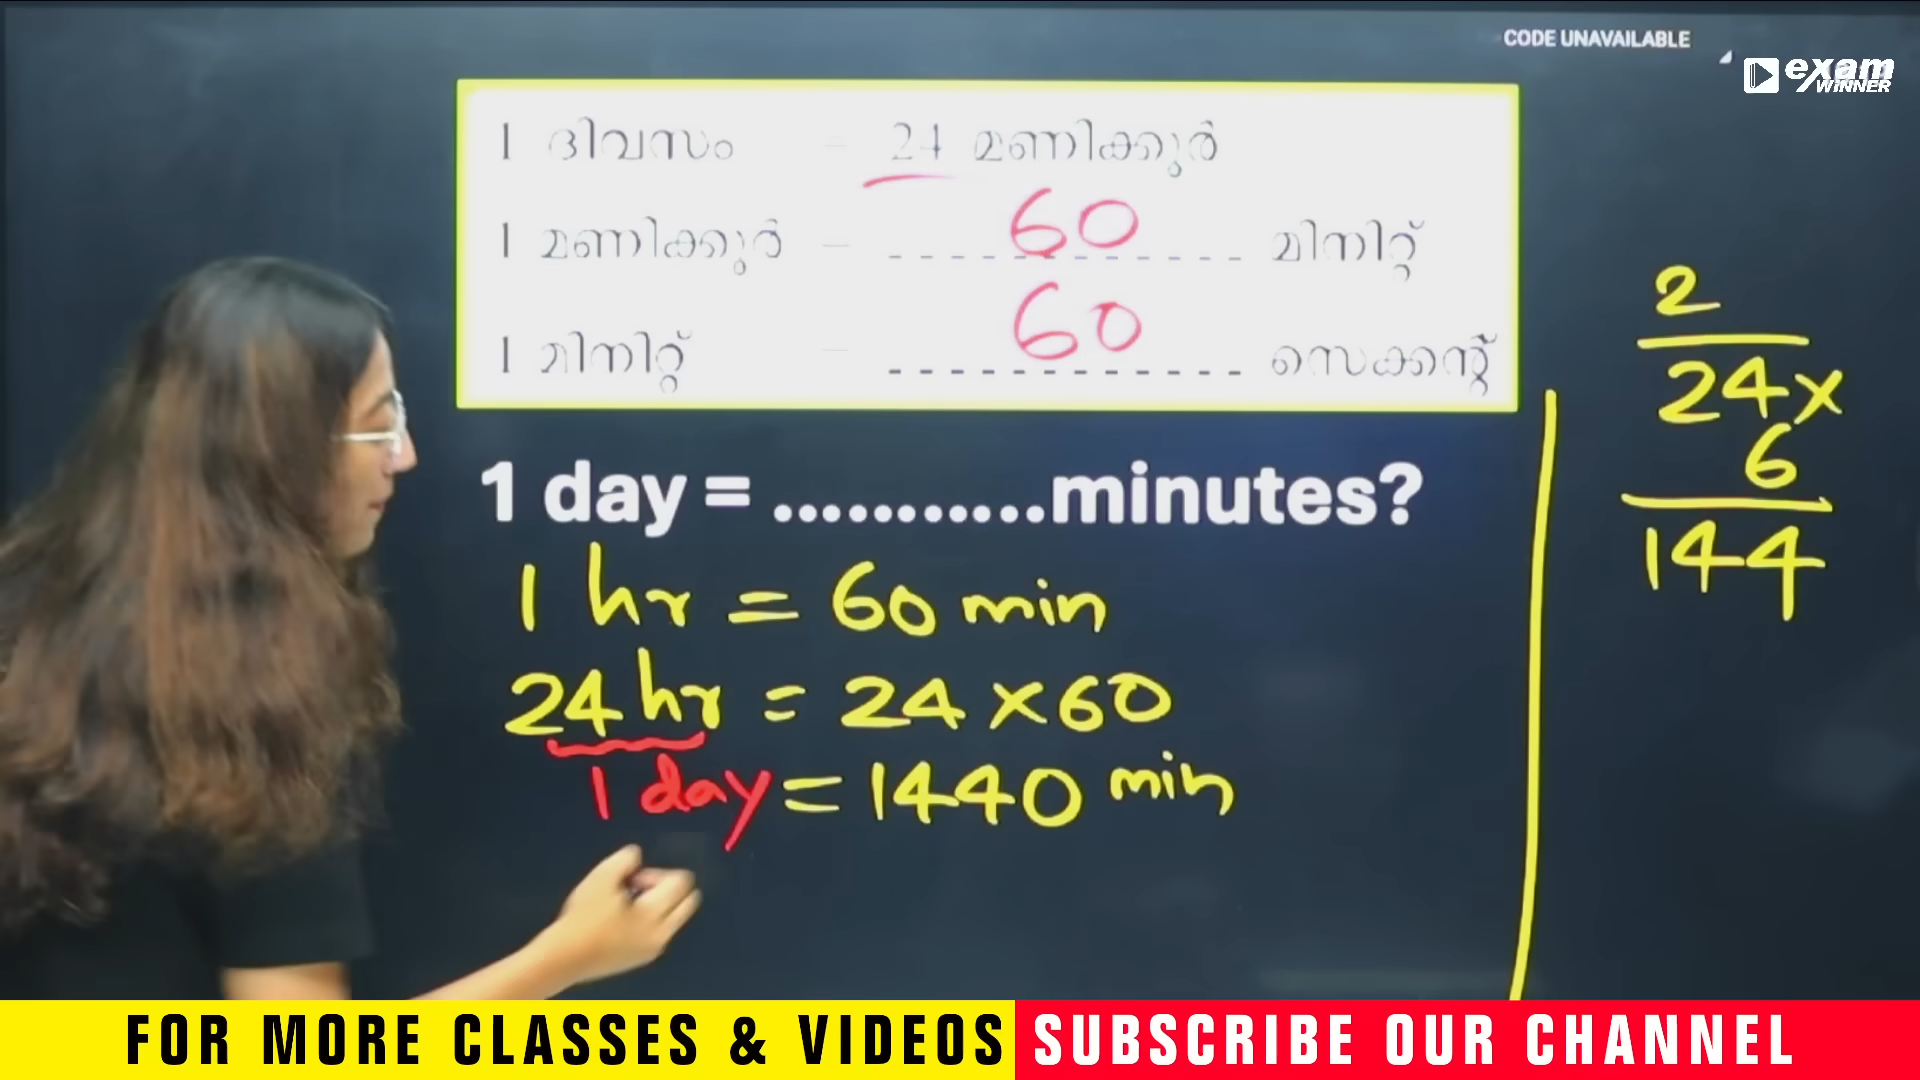 CODE UNAVAILABLE
exam
WINNER
1 ദിവസം - 24 മണിക്കൂർ
1 മണിക്കൂർ - 60 മിനിറ്റ്
1 മിനിറ്റ് - 60 സെക്കന്റ്
1 day = ...........minutes?
1 hr = 60 min
24 hr = 24 × 60
1 day = 1440 min
2
24 ×
6
144
FOR MORE CLASSES & VIDEOS SUBSCRIBE OUR CHANNEL